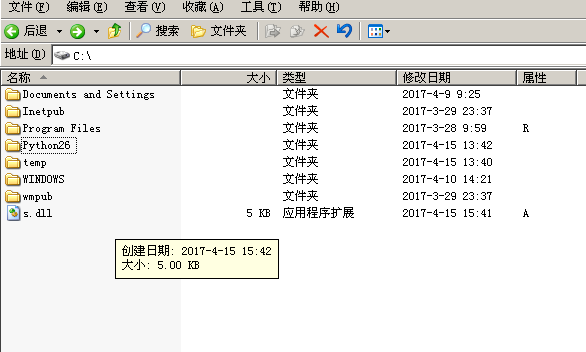 文件(F) 编辑(E) 查看(V) 收藏(A) 工具(T) 帮助(H)
后退 搜索 文件夹
地址(D) C:\
名称 大小 类型 修改日期 属性
Documents and Settings 文件夹 2017-4-9 9:25
Inetpub 文件夹 2017-3-29 23:37
Program Files 文件夹 2017-3-28 9:59 R
Python26 文件夹 2017-4-15 13:42
temp 文件夹 2017-4-15 13:40
WINDOWS 文件夹 2017-4-10 14:21
wmpub 文件夹 2017-3-29 23:37
s.dll 5 KB 应用程序扩展 2017-4-15 15:41 A
创建日期: 2017-4-15 15:42
大小: 5.00 KB